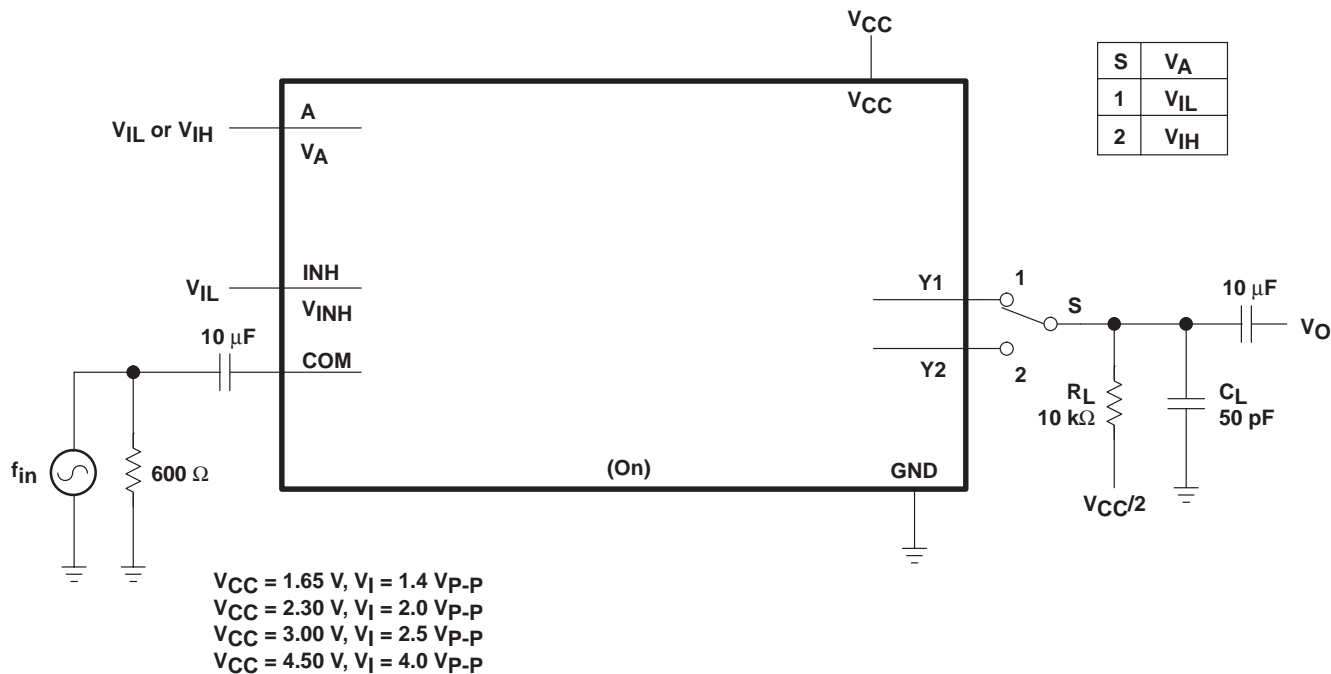 VCC
S VA
1 VIL
2 VIH
VCC
A
VIL or VIH
VA
INH
VIL
VINH
10 μF
COM
fin
600 Ω
Y1
1
S
Y2
2
10 μF
VO
RL
10 kΩ
CL
50 pF
VCC/2
(On)
GND
VCC = 1.65 V, VI = 1.4 VP-P
VCC = 2.30 V, VI = 2.0 VP-P
VCC = 3.00 V, VI = 2.5 VP-P
VCC = 4.50 V, VI = 4.0 VP-P